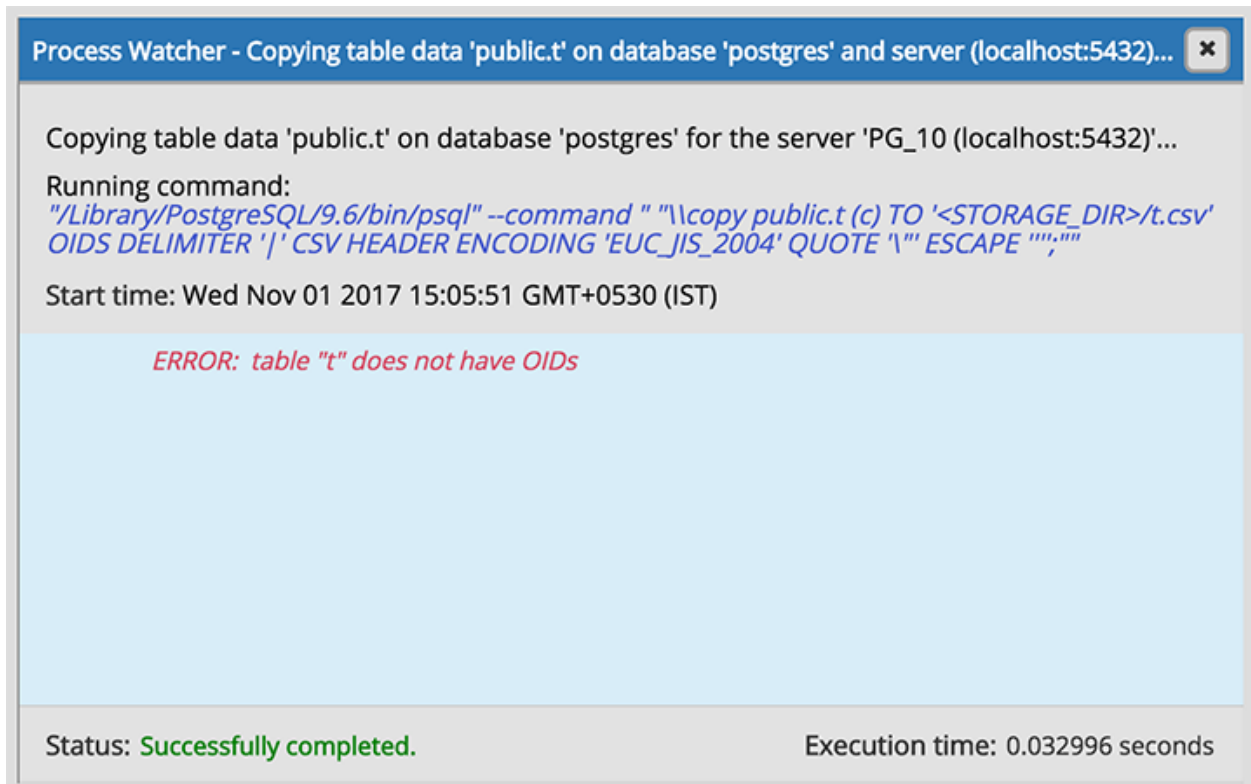 Process Watcher - Copying table data 'public.t' on database 'postgres' and server (localhost:5432)...
Copying table data 'public.t' on database 'postgres' for the server 'PG_10 (localhost:5432)'...
Running command:
"/Library/PostgreSQL/9.6/bin/psql" --command " "\\copy public.t (c) TO '<STORAGE_DIR>/t.csv'
OIDS DELIMITER '|' CSV HEADER ENCODING 'EUC_JIS_2004' QUOTE '\"' ESCAPE '''';""
Start time: Wed Nov 01 2017 15:05:51 GMT+0530 (IST)
ERROR: table "t" does not have OIDs
Status: Successfully completed.
Execution time: 0.032996 seconds